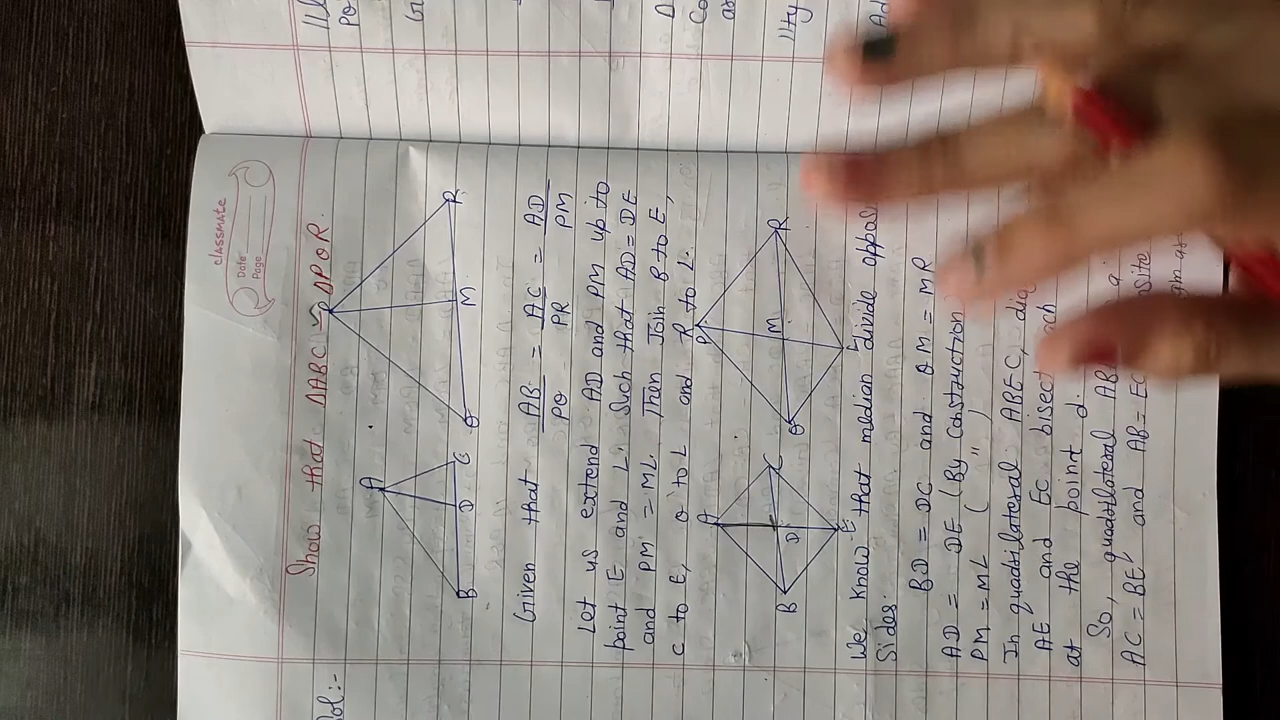 classmate
Date
Page
Show that ΔABC ~ ΔPQR.
Sol:-
A
B
D
C
P
Q
M
R
Given that AB/PQ = AC/PR = AD/PM
Let us extend AD and PM up to
point E and L, such that AD = DE
and PM = ML. Then Join B to E,
C to E, Q to L and R to L.
A
B
D
C
E
P
Q
M
R
L
We know that median divide
Sides.
BD = DC and QM = MR
AD = DE (By construction)
PM = ML ( " )
In quadrilateral ABEC,
AE and EC bisect
at the point d.
So, quadrilateral
AC = BE and AB = EC